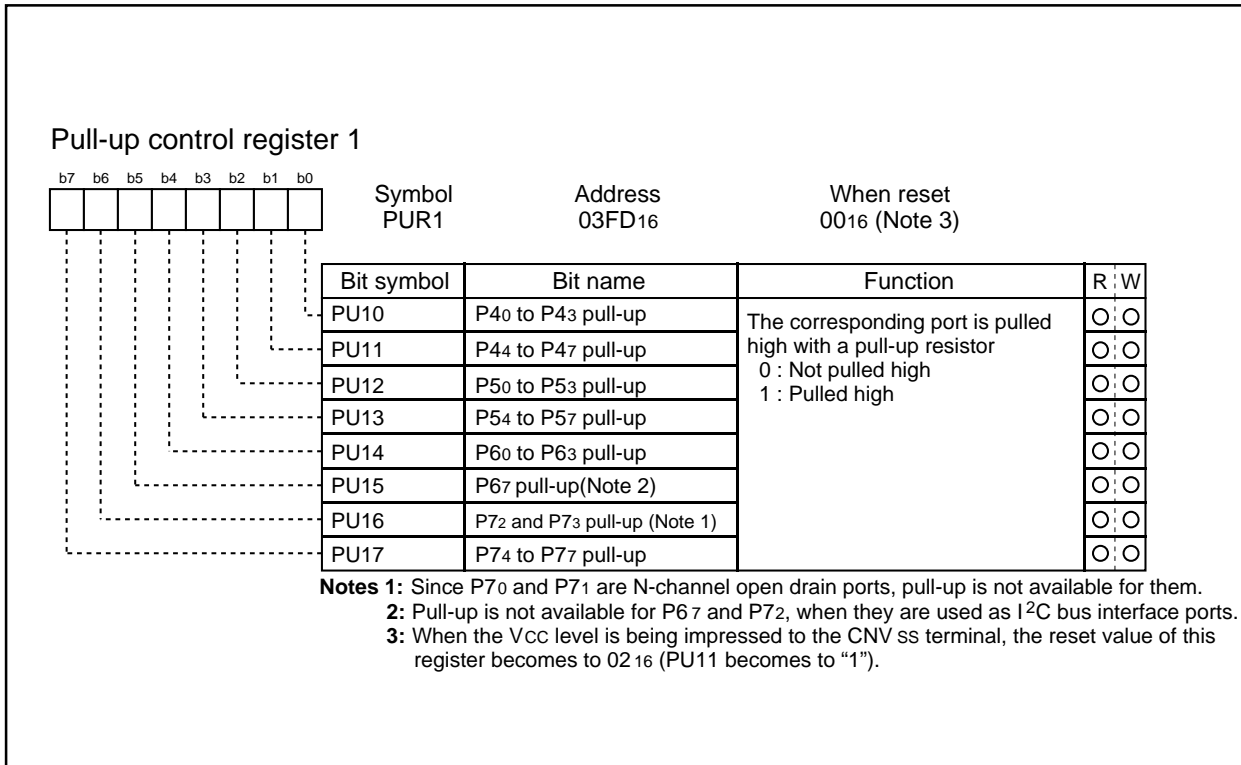 Pull-up control register 1
b7 b6 b5 b4 b3 b2 b1 b0
Symbol Address When reset
PUR1 03FD16 0016 (Note 3)
Bit symbol Bit name Function R W
PU10 P40 to P43 pull-up
The corresponding port is pulled
high with a pull-up resistor
0 : Not pulled high
1 : Pulled high
PU11 P44 to P47 pull-up
PU12 P50 to P53 pull-up
PU13 P54 to P57 pull-up
PU14 P60 to P63 pull-up
PU15 P67 pull-up(Note 2)
PU16 P72 and P73 pull-up (Note 1)
PU17 P74 to P77 pull-up
Notes 1: Since P70 and P71 are N-channel open drain ports, pull-up is not available for them.
2: Pull-up is not available for P67 and P72, when they are used as I2C bus interface ports.
3: When the VCC level is being impressed to the CNVSS terminal, the reset value of this
register becomes to 0216 (PU11 becomes to “1”).